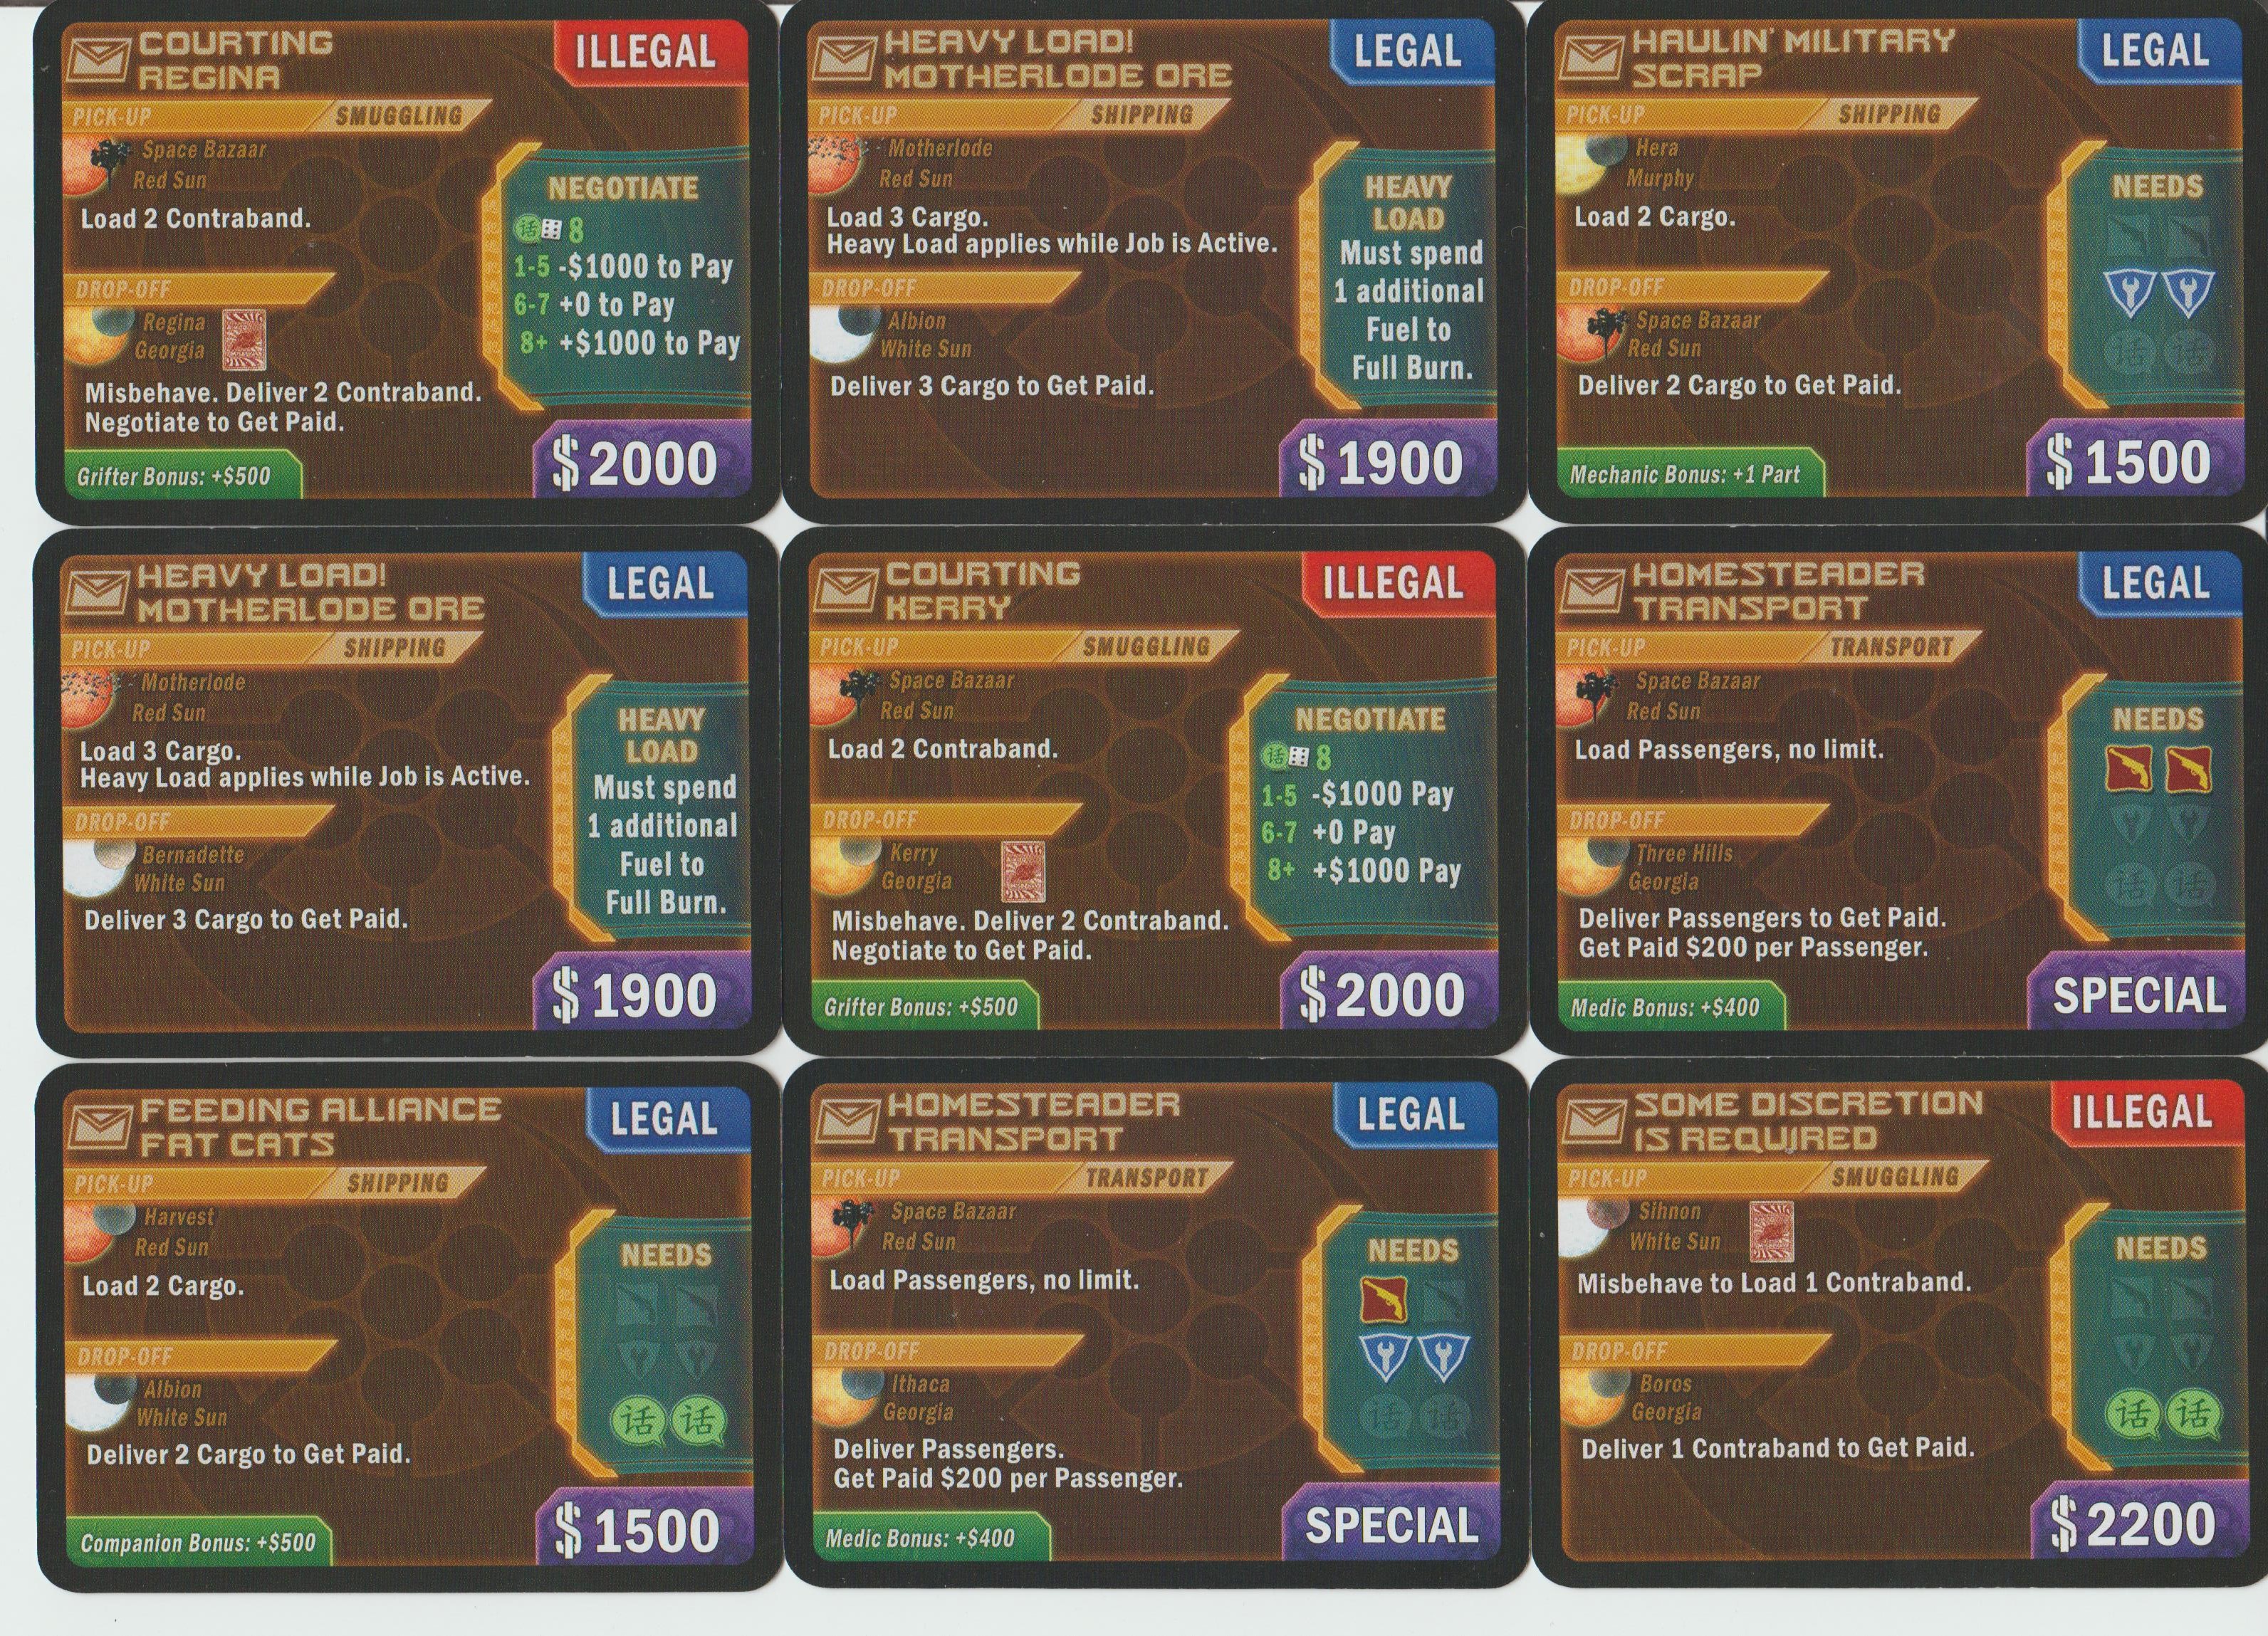 COURTING
REGINA
ILLEGAL
PICK-UP
SMUGGLING
Space Bazaar
Red Sun
Load 2 Contraband.
DROP-OFF
Regina
Georgia
Misbehave. Deliver 2 Contraband.
Negotiate to Get Paid.
NEGOTIATE
话 8
1-5 -$1000 to Pay
6-7 +0 to Pay
8+ +$1000 to Pay
Grifter Bonus: +$500
$2000
HEAVY LOAD!
MOTHERLODE ORE
LEGAL
PICK-UP
SHIPPING
Motherlode
Red Sun
Load 3 Cargo.
Heavy Load applies while Job is Active.
DROP-OFF
Albion
White Sun
Deliver 3 Cargo to Get Paid.
HEAVY
LOAD
Must spend
1 additional
Fuel to
Full Burn.
$1900
HAULIN' MILITARY
SCRAP
LEGAL
PICK-UP
SHIPPING
Hera
Murphy
Load 2 Cargo.
DROP-OFF
Space Bazaar
Red Sun
Deliver 2 Cargo to Get Paid.
NEEDS
话 话
Mechanic Bonus: +1 Part
$1500
HEAVY LOAD!
MOTHERLODE ORE
LEGAL
PICK-UP
SHIPPING
Motherlode
Red Sun
Load 3 Cargo.
Heavy Load applies while Job is Active.
DROP-OFF
Bernadette
White Sun
Deliver 3 Cargo to Get Paid.
HEAVY
LOAD
Must spend
1 additional
Fuel to
Full Burn.
$1900
COURTING
KERRY
ILLEGAL
PICK-UP
SMUGGLING
Space Bazaar
Red Sun
Load 2 Contraband.
DROP-OFF
Kerry
Georgia
Misbehave. Deliver 2 Contraband.
Negotiate to Get Paid.
NEGOTIATE
话 8
1-5 -$1000 Pay
6-7 +0 Pay
8+ +$1000 Pay
Grifter Bonus: +$500
$2000
HOMESTEADER
TRANSPORT
LEGAL
PICK-UP
TRANSPORT
Space Bazaar
Red Sun
Load Passengers, no limit.
DROP-OFF
Three Hills
Georgia
Deliver Passengers to Get Paid.
Get Paid $200 per Passenger.
NEEDS
话 话
Medic Bonus: +$400
SPECIAL
FEEDING ALLIANCE
FAT CATS
LEGAL
PICK-UP
SHIPPING
Harvest
Red Sun
Load 2 Cargo.
DROP-OFF
Albion
White Sun
Deliver 2 Cargo to Get Paid.
NEEDS
话 话
Companion Bonus: +$500
$1500
HOMESTEADER
TRANSPORT
LEGAL
PICK-UP
TRANSPORT
Space Bazaar
Red Sun
Load Passengers, no limit.
DROP-OFF
Ithaca
Georgia
Deliver Passengers.
Get Paid $200 per Passenger.
NEEDS
话 话
Medic Bonus: +$400
SPECIAL
SOME DISCRETION
IS REQUIRED
ILLEGAL
PICK-UP
SMUGGLING
Sihnon
White Sun
Misbehave to Load 1 Contraband.
DROP-OFF
Boros
Georgia
Deliver 1 Contraband to Get Paid.
NEEDS
话 话
$2200